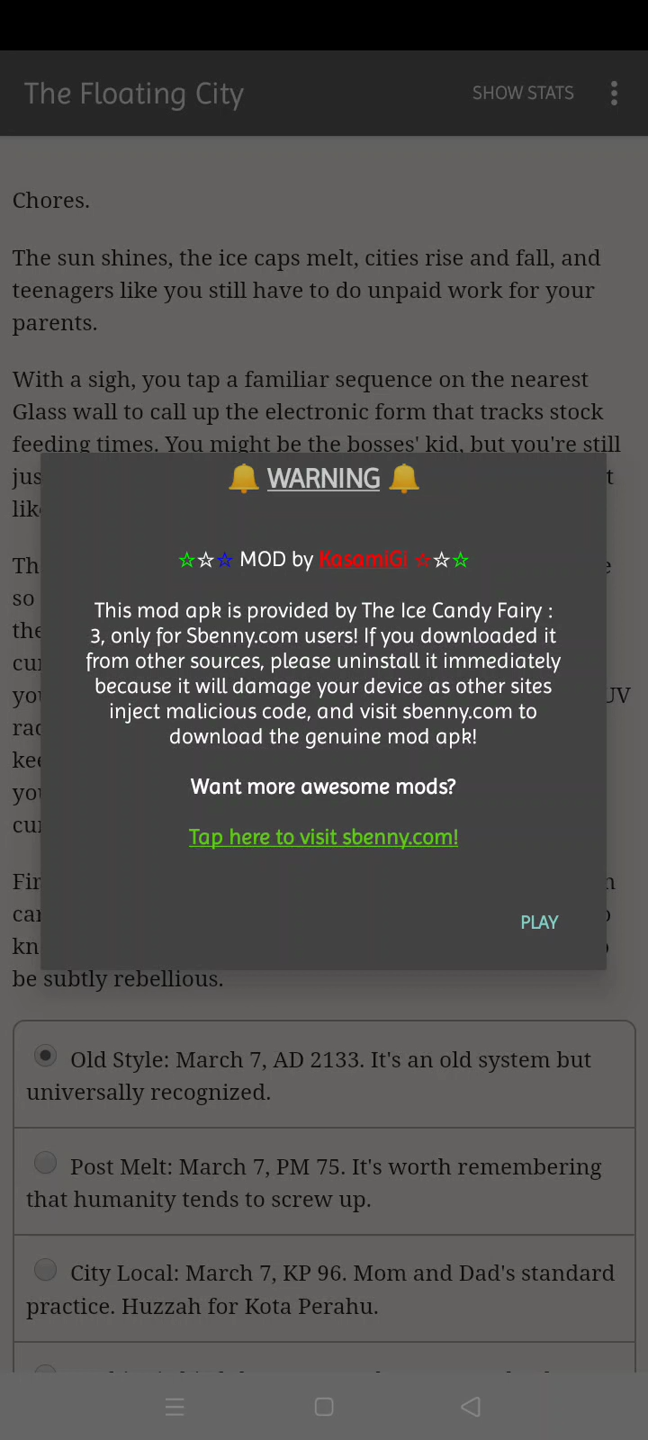 The Floating City
SHOW STATS
Chores.
The sun shines, the ice caps melt, cities rise and fall, and
teenagers like you still have to do unpaid work for your
parents.
With a sigh, you tap a familiar sequence on the nearest
Glass wall to call up the electronic form that tracks stock
feeding times. You might be the bosses' kid, but you're still
🔔 WARNING 🔔
☆☆☆ MOD by KasamiGi ☆☆☆
This mod apk is provided by The Ice Candy Fairy :
3, only for Sbenny.com users! If you downloaded it
from other sources, please uninstall it immediately
because it will damage your device as other sites
inject malicious code, and visit sbenny.com to
download the genuine mod apk!
Want more awesome mods?
Tap here to visit sbenny.com!
PLAY
be subtly rebellious.
Old Style: March 7, AD 2133. It's an old system but
universally recognized.
Post Melt: March 7, PM 75. It's worth remembering
that humanity tends to screw up.
City Local: March 7, KP 96. Mom and Dad's standard
practice. Huzzah for Kota Perahu.